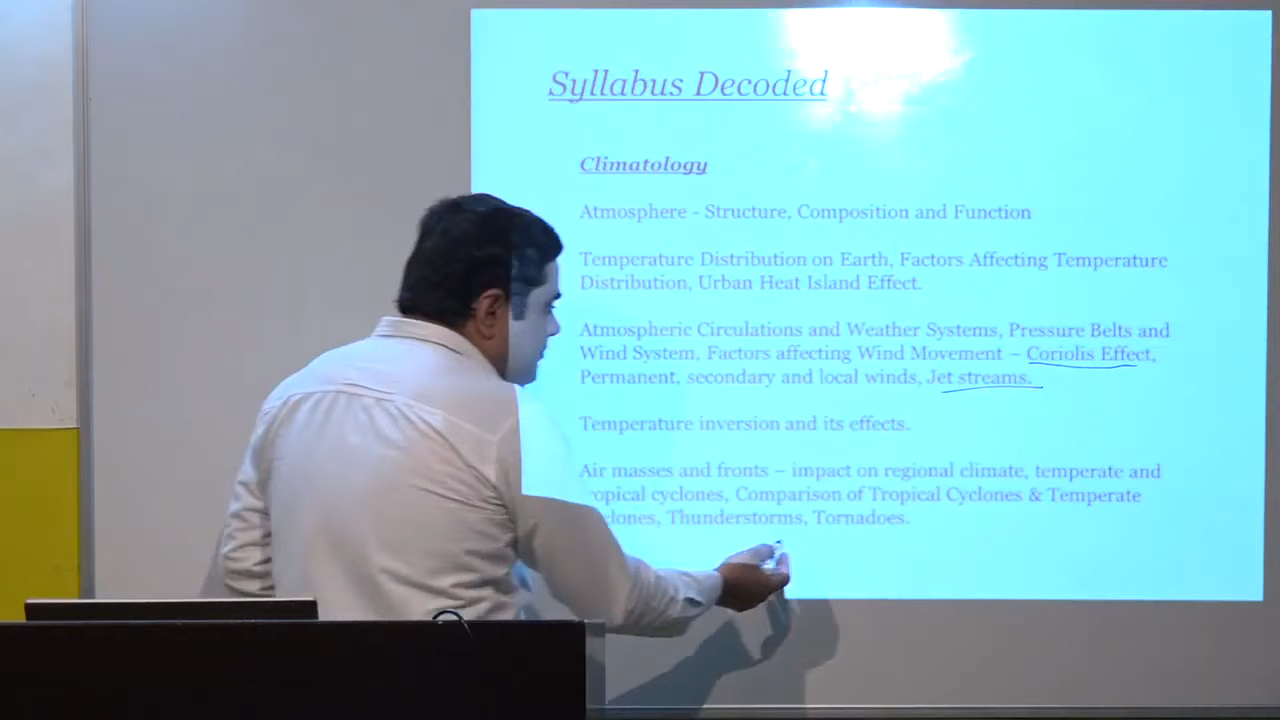 Syllabus Decoded
Climatology
Atmosphere - Structure, Composition and Function
Temperature Distribution on Earth, Factors Affecting Temperature
Distribution, Urban Heat Island Effect.
Atmospheric Circulations and Weather Systems, Pressure Belts and
Wind System, Factors affecting Wind Movement – Coriolis Effect,
Permanent, secondary and local winds, Jet streams.
Temperature inversion and its effects.
Air masses and fronts – impact on regional climate, temperate and
cyclones, Comparison of Tropical Cyclones & Temperate
Thunderstorms, Tornadoes.